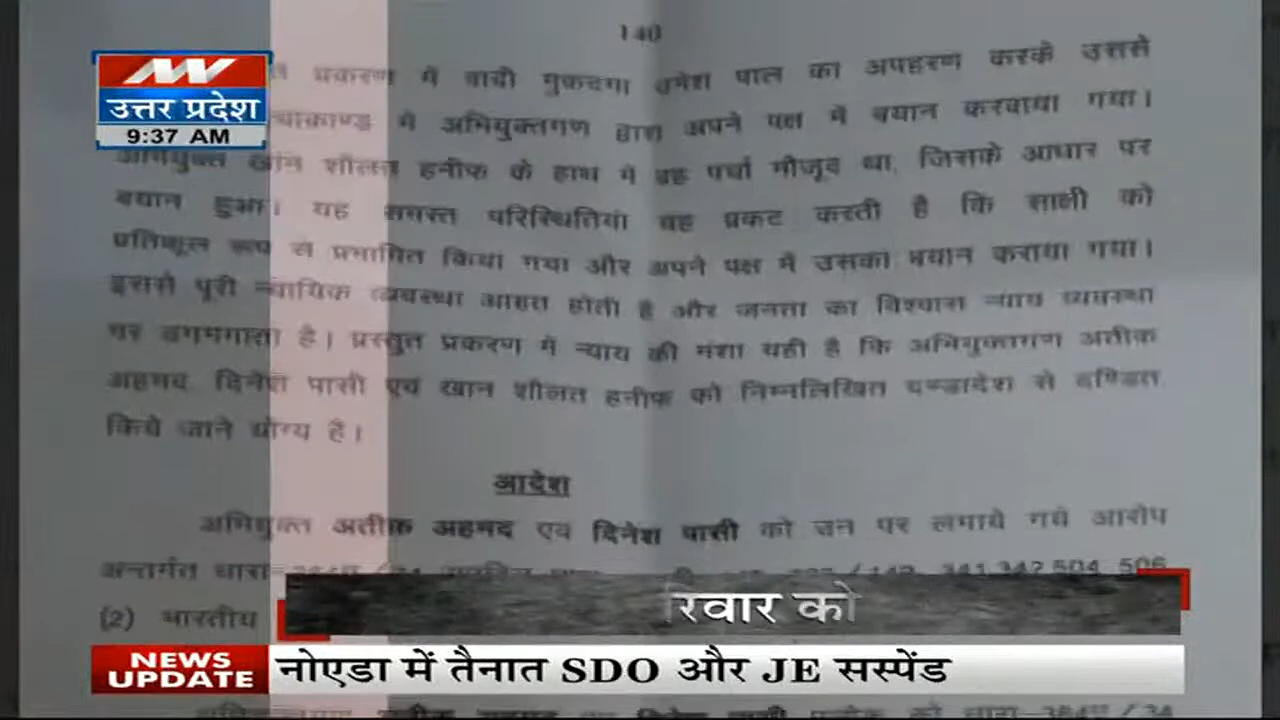 140
प्रकरण में वादी मुकदमा उमेश पाल का अपहरण करके उससे
में अभियुक्तगण द्वारा अपने पक्ष में बयान करवाया गया।
अभियुक्त खान शौलत हनीफ के हाथ में वह पर्चा मौजूद था, जिसके आधार पर
बयान हुआ। यह समस्त परिस्थितियां यह प्रकट करती है कि साक्षी को
प्रतिकूल रूप से प्रभावित किया गया और अपने पक्ष में उसका बयान कराया गया।
इससे पूरी न्यायिक व्यवस्था आहत होती है और जनता का विश्वास न्याय व्यवस्था
पर डगमगाता है। प्रस्तुत प्रकरण में न्याय की मंशा यही है कि अभियुक्तगण अतीक
अहमद दिनेश पासी एवं खान शौलत हनीफ को निम्नलिखित दण्डादेश से दण्डित
किये जाने योग्य है।
आदेश
अभियुक्त अतीक अहमद एवं दिनेश पासी को उन पर लगाये गये आरोप
अन्तर्गत धारा 341,342,504, 506
(2) भारतीय
NW
उत्तर प्रदेश
9:37 AM
रिवार को
NEWS UPDATE
नोएडा में तैनात SDO और JE सस्पेंड